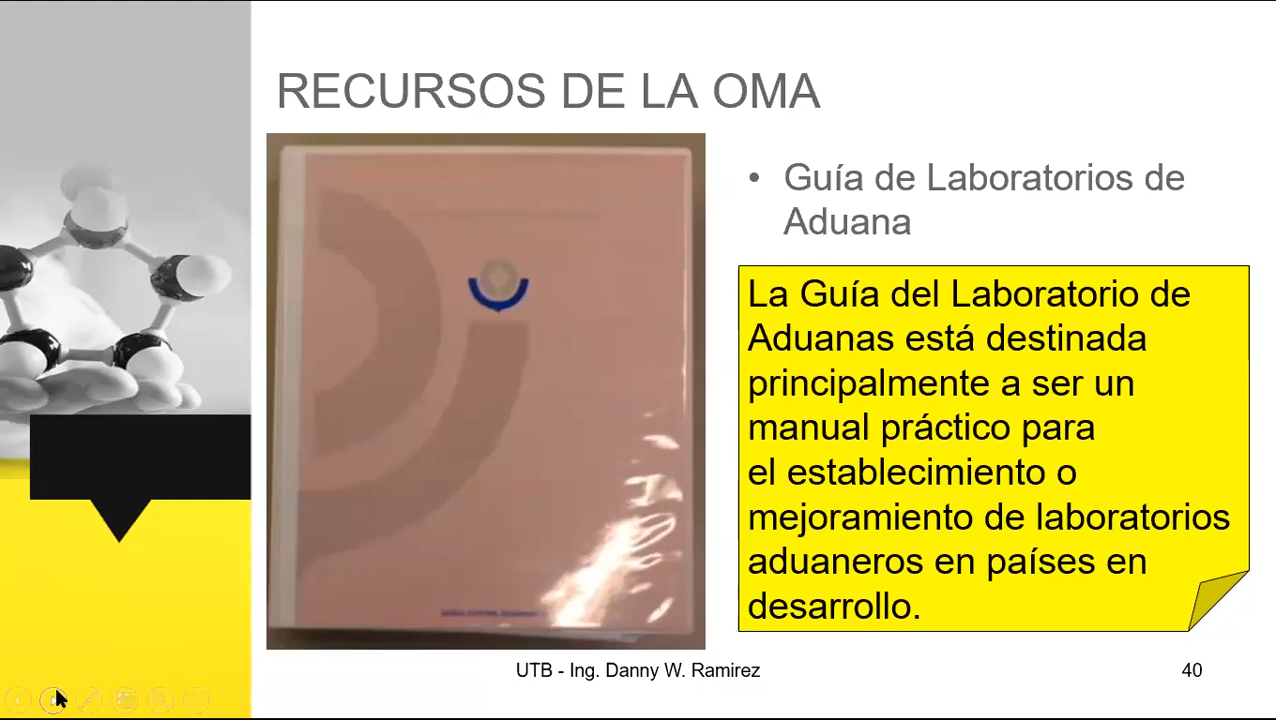 RECURSOS DE LA OMA
• Guía de Laboratorios de
Aduana
La Guía del Laboratorio de
Aduanas está destinada
principalmente a ser un
manual práctico para
el establecimiento o
mejoramiento de laboratorios
aduaneros en países en
desarrollo.
UTB - Ing. Danny W. Ramirez
40